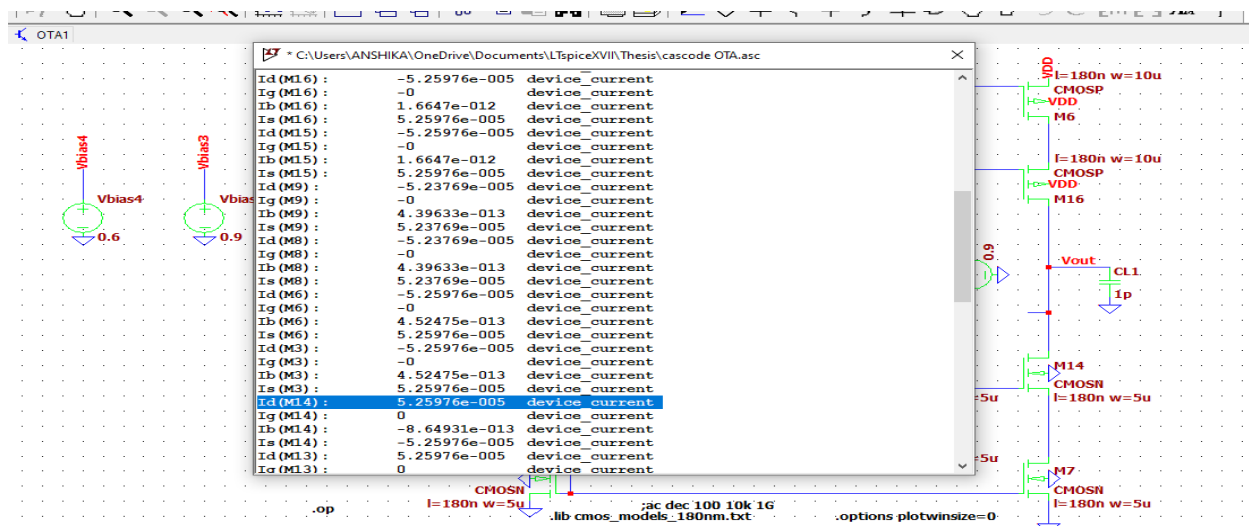 OTA1
* C:\Users\ANSHIKA\OneDrive\Documents\LTspiceXVII\Thesis\cascode OTA.asc
Id(M16): -5.25976e-005 device_current
Ig(M16): -0 device_current
Ib(M16): 1.6647e-012 device_current
Is(M16): 5.25976e-005 device_current
Id(M15): -5.25976e-005 device_current
Ig(M15): -0 device_current
Ib(M15): 1.6647e-012 device_current
Is(M15): 5.25976e-005 device_current
Id(M9): -5.23769e-005 device_current
Ig(M9): -0 device_current
Ib(M9): 4.39633e-013 device_current
Is(M9): 5.23769e-005 device_current
Id(M8): -5.23769e-005 device_current
Ig(M8): -0 device_current
Ib(M8): 4.39633e-013 device_current
Is(M8): 5.23769e-005 device_current
Id(M6): -5.25976e-005 device_current
Ig(M6): -0 device_current
Ib(M6): 4.52475e-013 device_current
Is(M6): 5.25976e-005 device_current
Id(M3): -5.25976e-005 device_current
Ig(M3): -0 device_current
Ib(M3): 4.52475e-013 device_current
Is(M3): 5.25976e-005 device_current
Id(M14): 5.25976e-005 device_current
Ig(M14): 0 device_current
Ib(M14): -8.64931e-013 device_current
Is(M14): -5.25976e-005 device_current
Id(M13): 5.25976e-005 device_current
Ig(M13): 0 device_current
Vbias4
Vbias3
Vbias4
Vbias
0.6
0.9
VDD
l=180n w=10u
CMOSP
VDD
M6
l=180n w=10u
CMOSP
VDD
M16
0.9
Vout
CL1
1p
M14
CMOSN
=5u
l=180n w=5u
=5u
M7
CMOSN
CMOSN
l=180n w=5u
l=180n w=5u
.op
;ac dec 100 10k 1G
.lib cmos_models_180nm.txt
.options plotwinsize=0